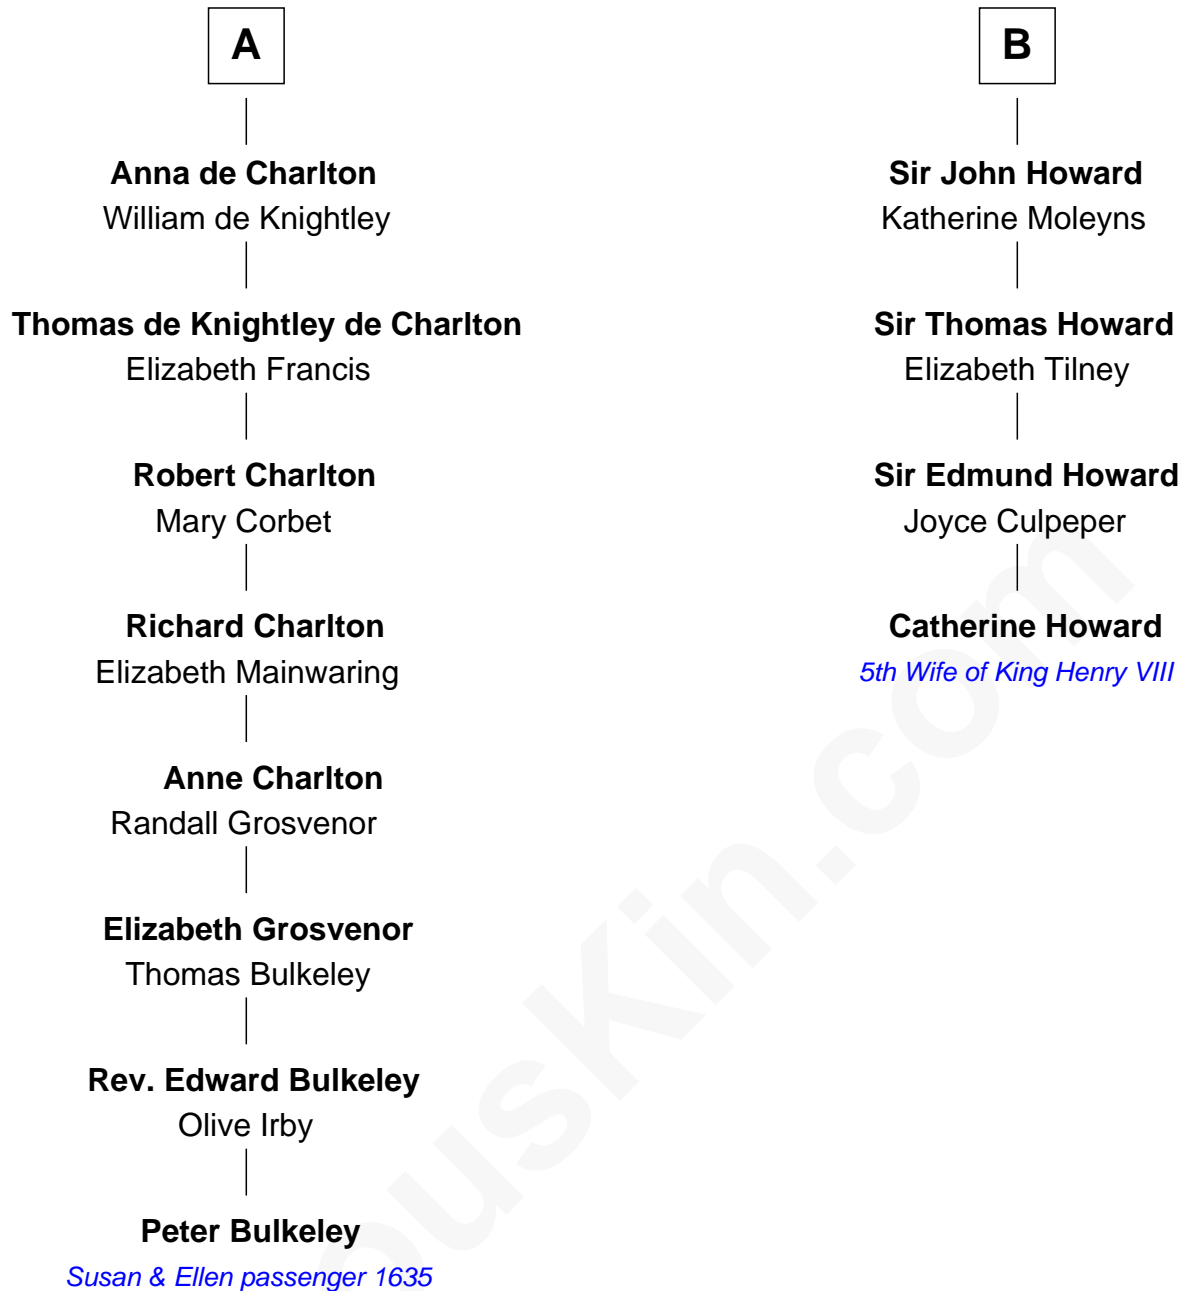 A
Anna de Charlton
William de Knightley
Thomas de Knightley de Charlton
Elizabeth Francis
Robert Charlton
Mary Corbet
Richard Charlton
Elizabeth Mainwaring
Anne Charlton
Randall Grosvenor
Elizabeth Grosvenor
Thomas Bulkeley
Rev. Edward Bulkeley
Olive Irby
Peter Bulkeley
Susan & Ellen passenger 1635
B
Sir John Howard
Katherine Moleyns
Sir Thomas Howard
Elizabeth Tilney
Sir Edmund Howard
Joyce Culpeper
Catherine Howard
5th Wife of King Henry VIII
ousKin.com